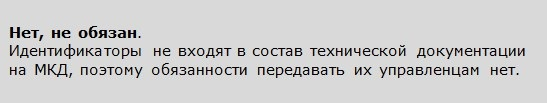 Нет, не обязан.
Идентификаторы не входят в состав технической документации
на МКД, поэтому обязанности передавать их управленцам нет.